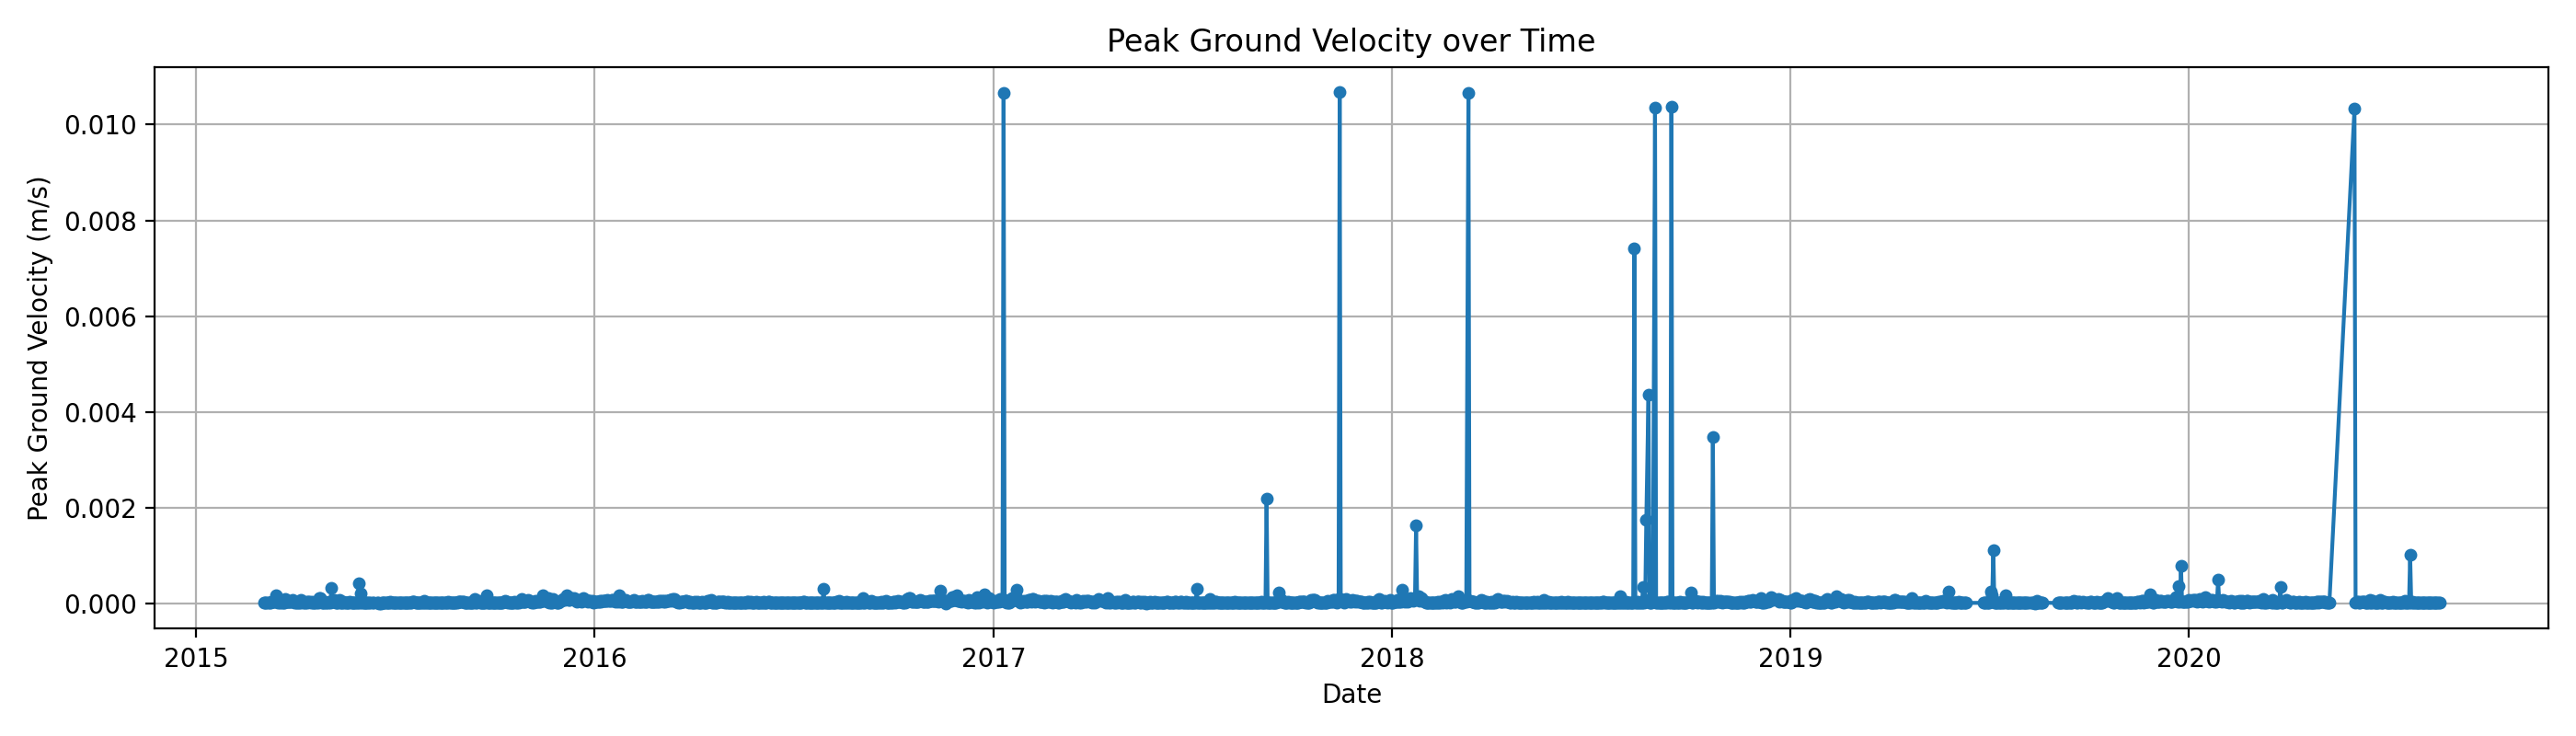 Peak Ground Velocity over Time
Peak Ground Velocity (m/s)
0.010
0.008
0.006
0.004
0.002
0.000
2015 2016 2017 2018 2019 2020
Date